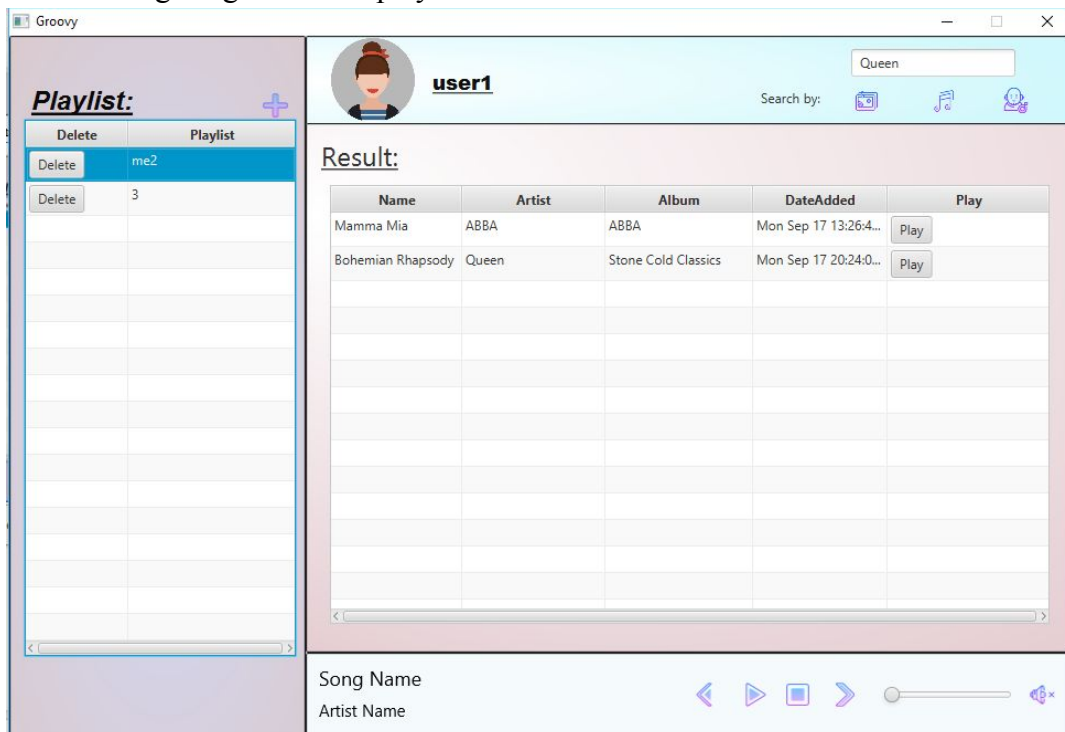 Groovy
Playlist:
Delete Playlist
Delete me2
Delete 3
user1
Queen
Search by:
Result:
Name Artist Album DateAdded Play
Mamma Mia ABBA ABBA Mon Sep 17 13:26:4... Play
Bohemian Rhapsody Queen Stone Cold Classics Mon Sep 17 20:24:0... Play
Song Name
Artist Name